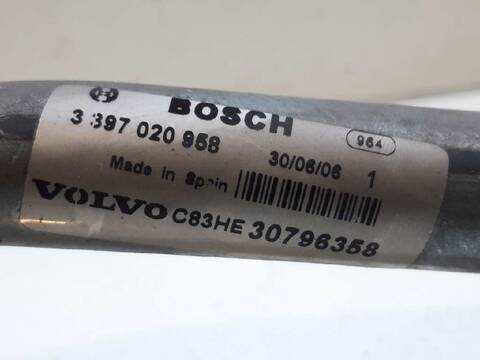 BOSCH
3 397 020 958 964
Made in Spain 30/06/06 1
VOLVO C83HE 30796358